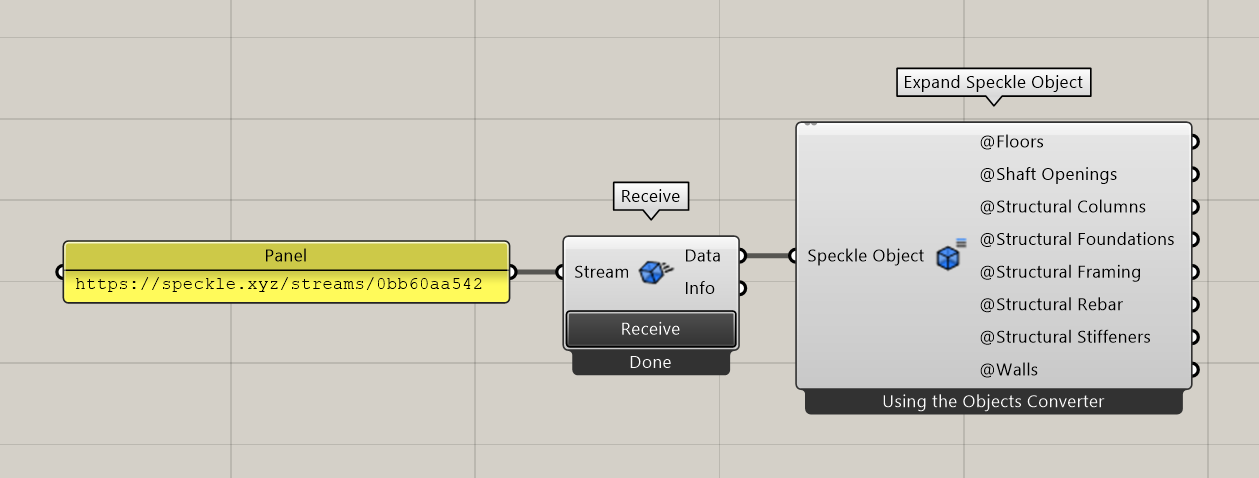 Panel
https://speckle.xyz/streams/0bb60aa542
Receive
Stream
Data
Info
Receive
Done
Expand Speckle Object
Speckle Object
@Floors
@Shaft Openings
@Structural Columns
@Structural Foundations
@Structural Framing
@Structural Rebar
@Structural Stiffeners
@Walls
Using the Objects Converter